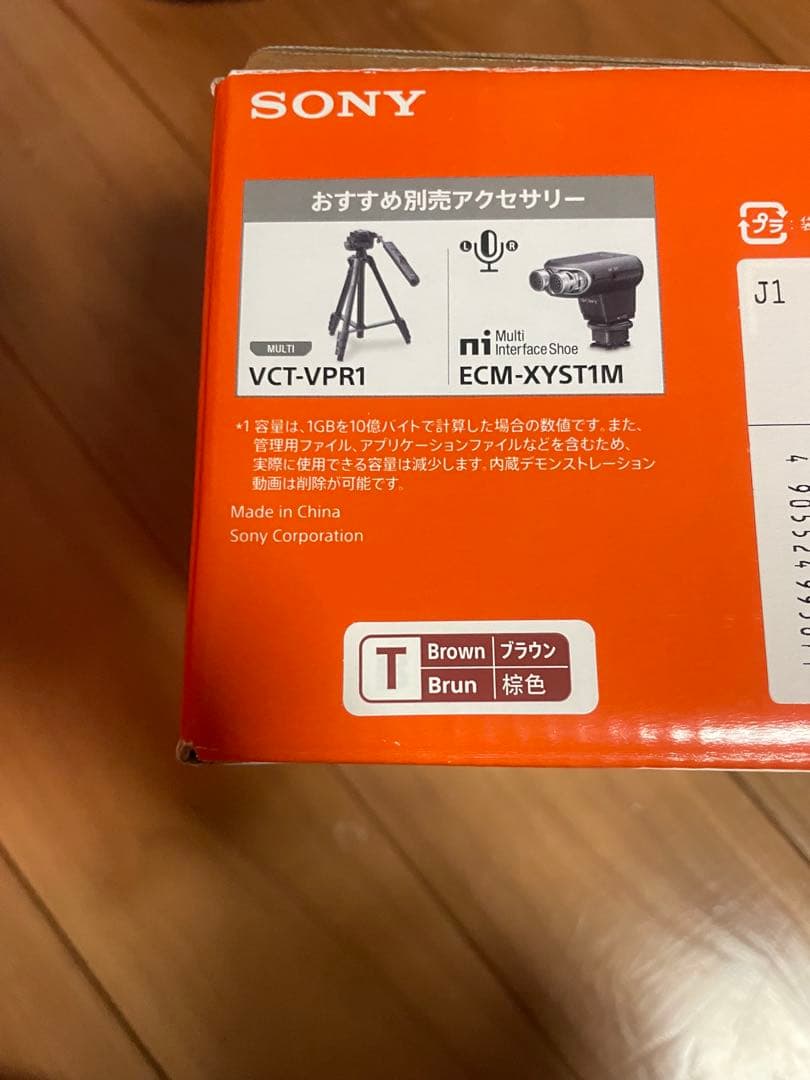 SONY
おすすめ別売アクセサリー
L R
MULTI
VCT-VPR1
Multi
Interface Shoe
ECM-XYST1M
*1 容量は、1GBを10億バイトで計算した場合の数値です。また、
管理用ファイル、アプリケーションファイルなどを含むため、
実際に使用できる容量は減少します。内蔵デモンストレーション
動画は削除が可能です。
Made in China
Sony Corporation
プラ
J1
T Brown ブラウン
Brun 棕色